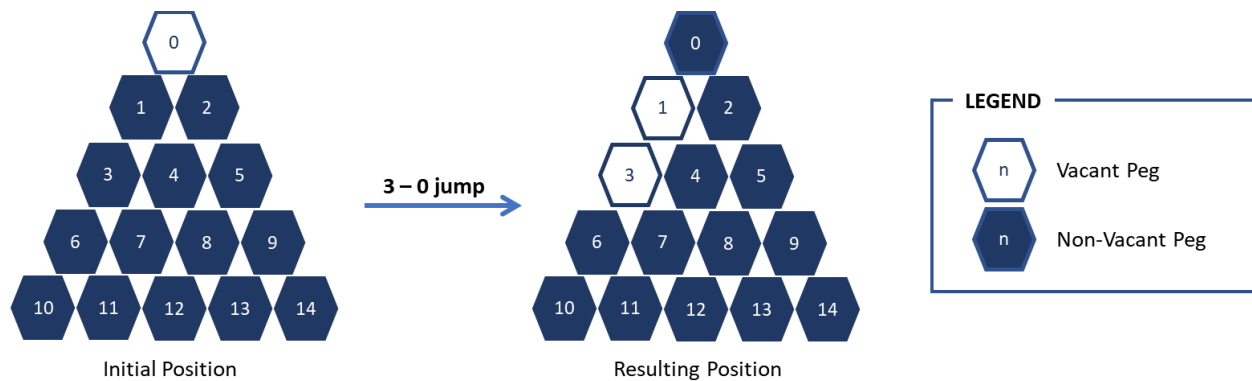 0
1 2
3 4 5
6 7 8 9
10 11 12 13 14
Initial Position
3 – 0 jump
0
1 2
3 4 5
6 7 8 9
10 11 12 13 14
Resulting Position
LEGEND
n Vacant Peg
n Non-Vacant Peg